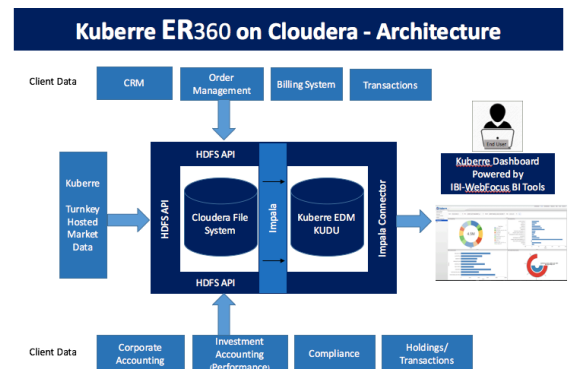 Kuberre ER360 on Cloudera - Architecture
Client Data
CRM
Order
Management
Billing System
Transactions
End User
Kuberre Dashboard
Powered by
IBI-WebFocus BI Tools
Kuberre
Turnkey
Hosted
Market
Data
HDFS API
HDFS API
Cloudera File
System
Impala
Kuberre EDM
KUDU
Impala Connector
HDFS API
Client Data
Corporate
Accounting
Investment
Accounting
(Performance)
Compliance
Holdings/
Transactions